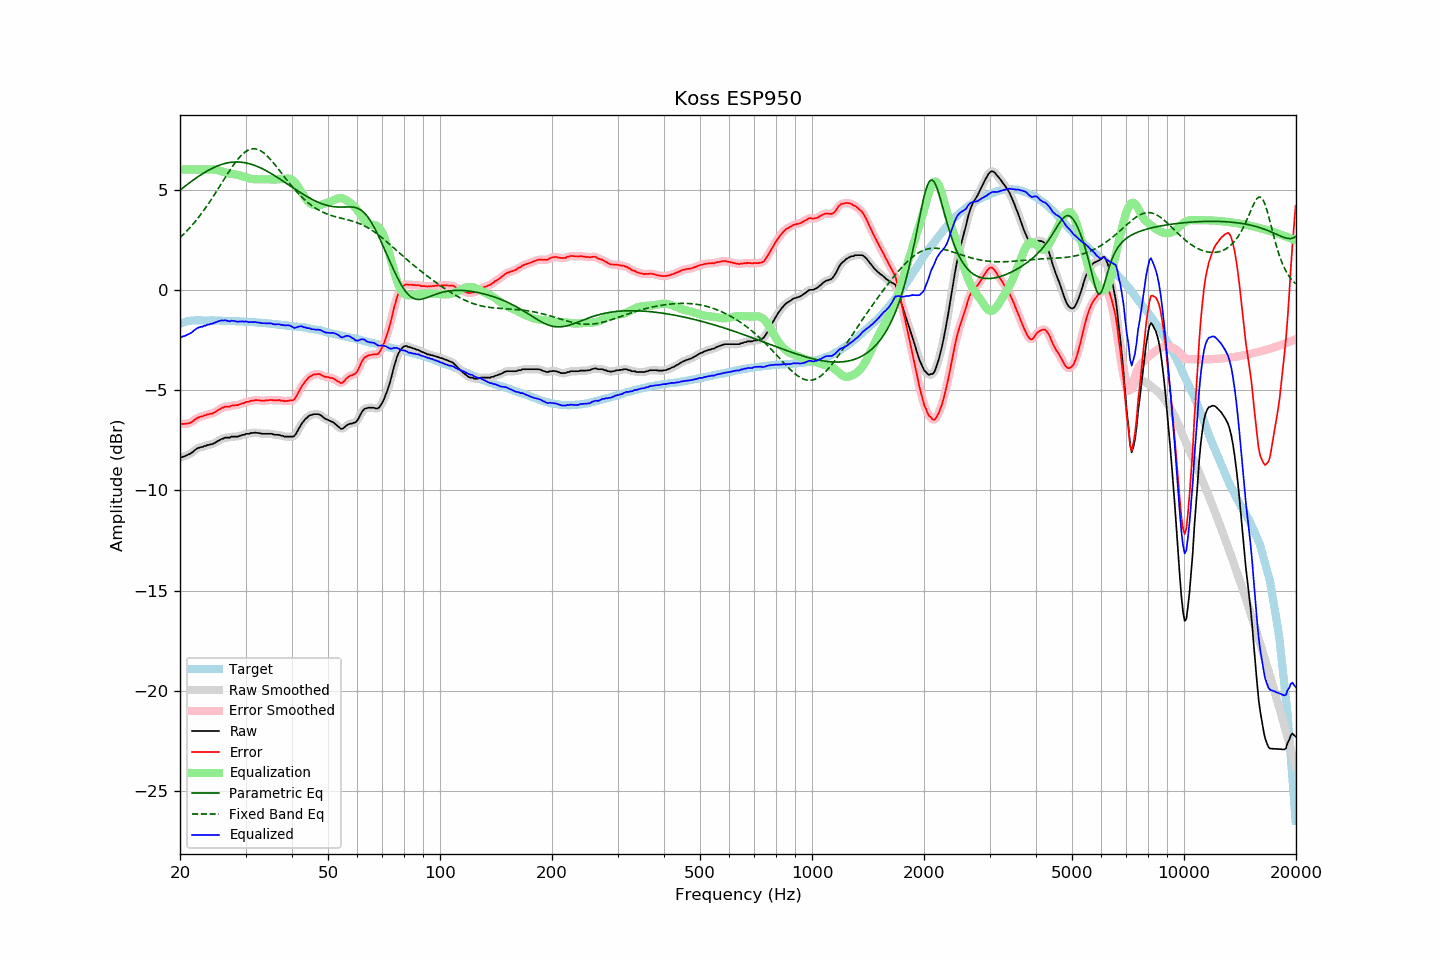 Koss ESP950
Amplitude (dBr)
5
0
−5
−10
−15
−20
−25
Target
Raw Smoothed
Error Smoothed
Raw
Error
Equalization
Parametric Eq
Fixed Band Eq
Equalized
20 50 100 200 500 1000 2000 5000 10000 20000
Frequency (Hz)